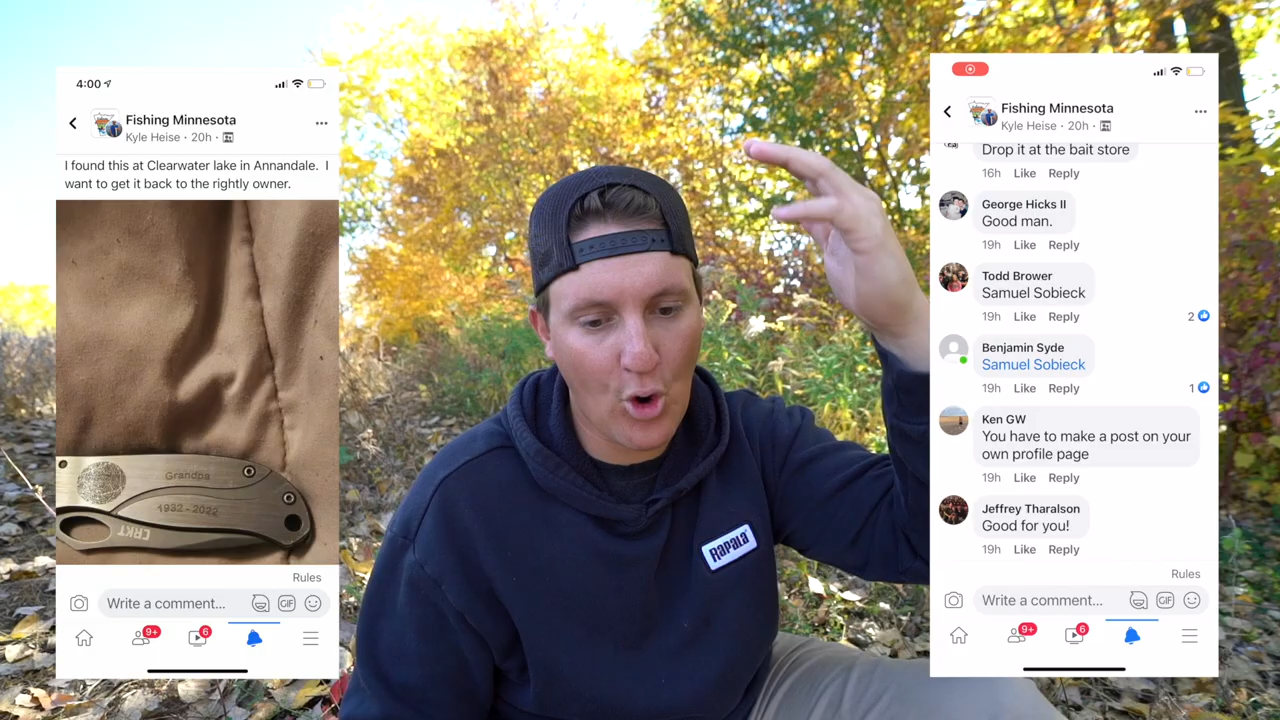 4:00
Fishing Minnesota
Kyle Heise · 20h ·
I found this at Clearwater lake in Annandale. I
want to get it back to the rightly owner.
Grandpa
1932-2022
CRKT
Rules
Write a comment...
GIF
9+
6
RAPALA
Fishing Minnesota
Kyle Heise · 20h ·
Drop it at the bait store
16h Like Reply
George Hicks II
Good man.
19h Like Reply
Todd Brower
Samuel Sobieck
19h Like Reply 2
Benjamin Syde
Samuel Sobieck
19h Like Reply 1
Ken GW
You have to make a post on your
own profile page
19h Like Reply
Jeffrey Tharalson
Good for you!
19h Like Reply
Rules
Write a comment...
GIF
9+
6